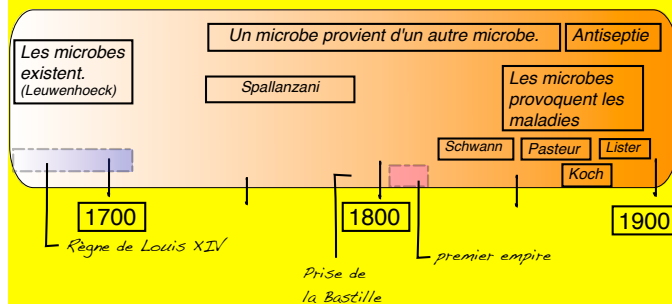 Les microbes
existent.
(Leuwenhoeck)
Un microbe provient d'un autre microbe.
Antiseptie
Spallanzani
Les microbes
provoquent les
maladies
Schwann
Pasteur
Lister
Koch
1700
1800
1900
Règne de Louis XIV
Prise de
la Bastille
premier empire